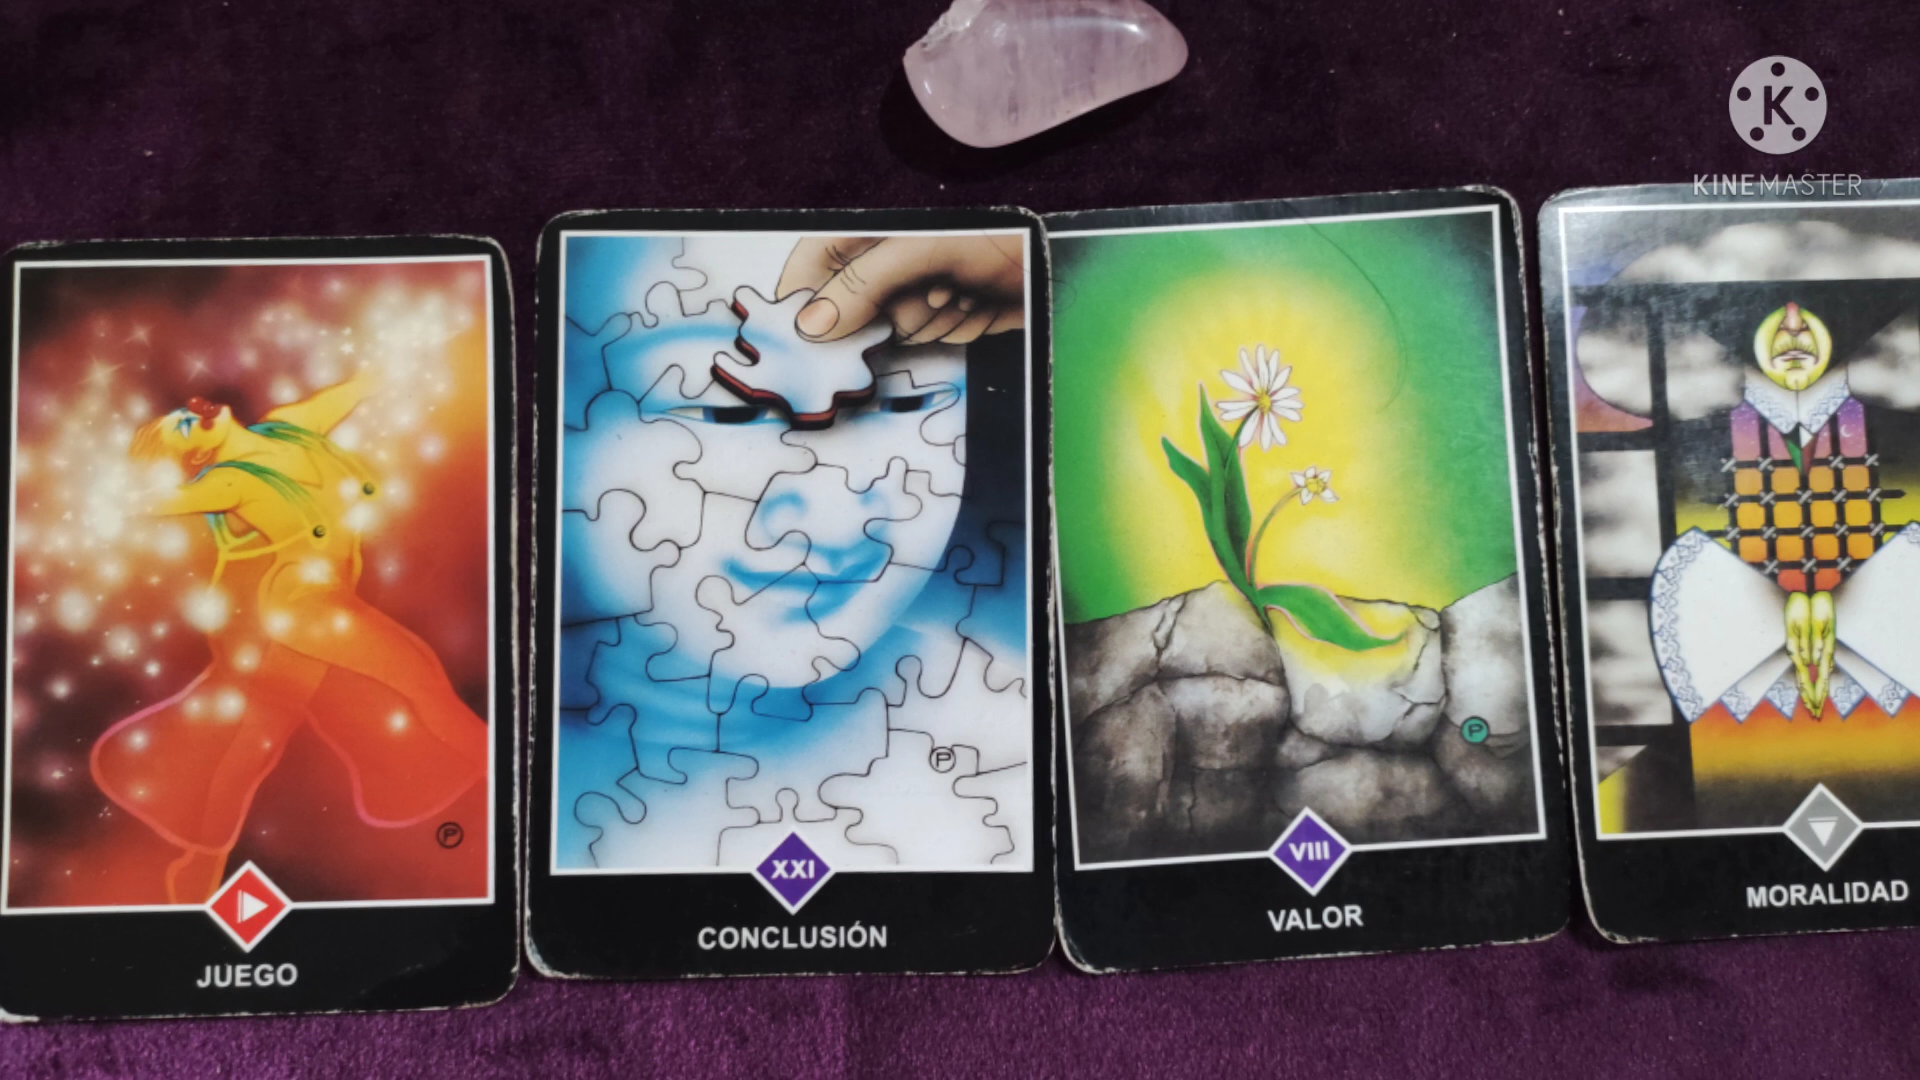 K
KINEMASTER
JUEGO
P
XXI
CONCLUSIÓN
P
VIII
VALOR
P
MORALIDAD